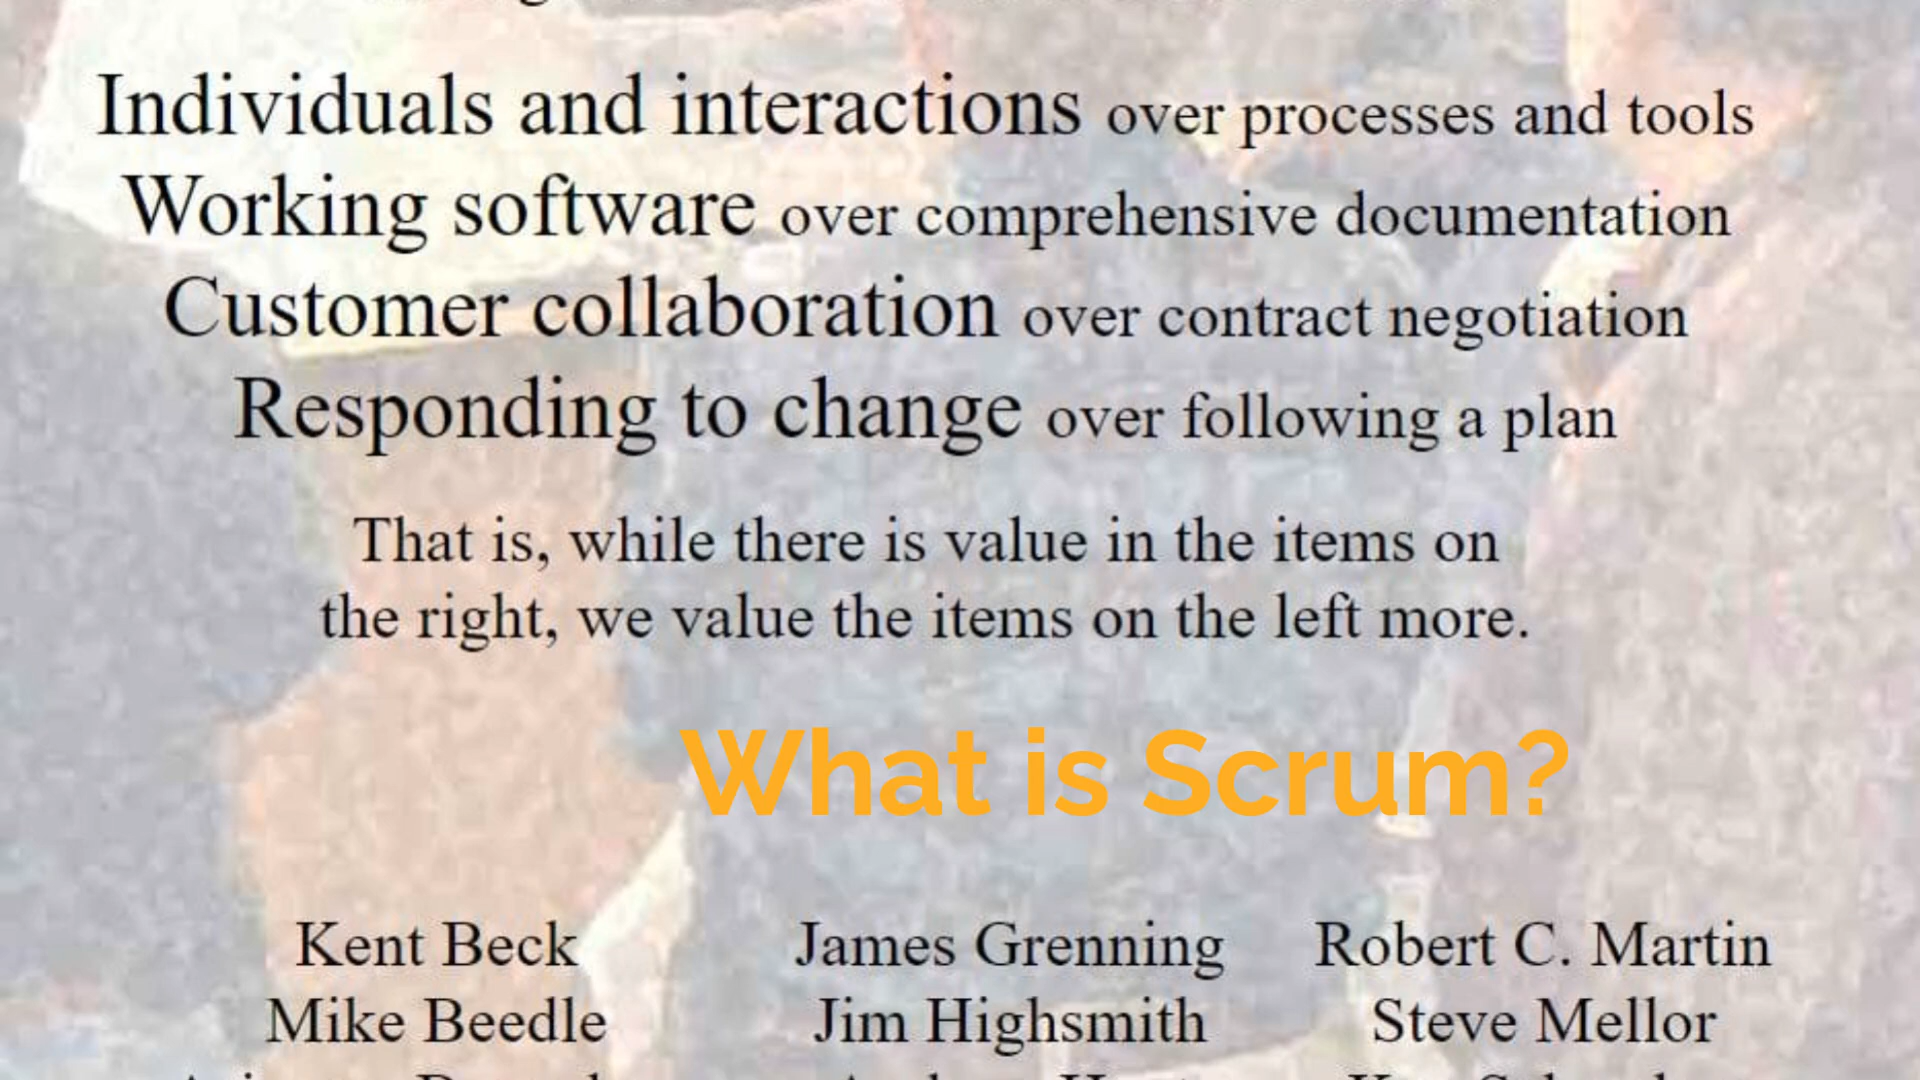 Individuals and interactions over processes and tools
Working software over comprehensive documentation
Customer collaboration over contract negotiation
Responding to change over following a plan
That is, while there is value in the items on
the right, we value the items on the left more.
What is Scrum?
Kent Beck James Grenning Robert C. Martin
Mike Beedle Jim Highsmith Steve Mellor